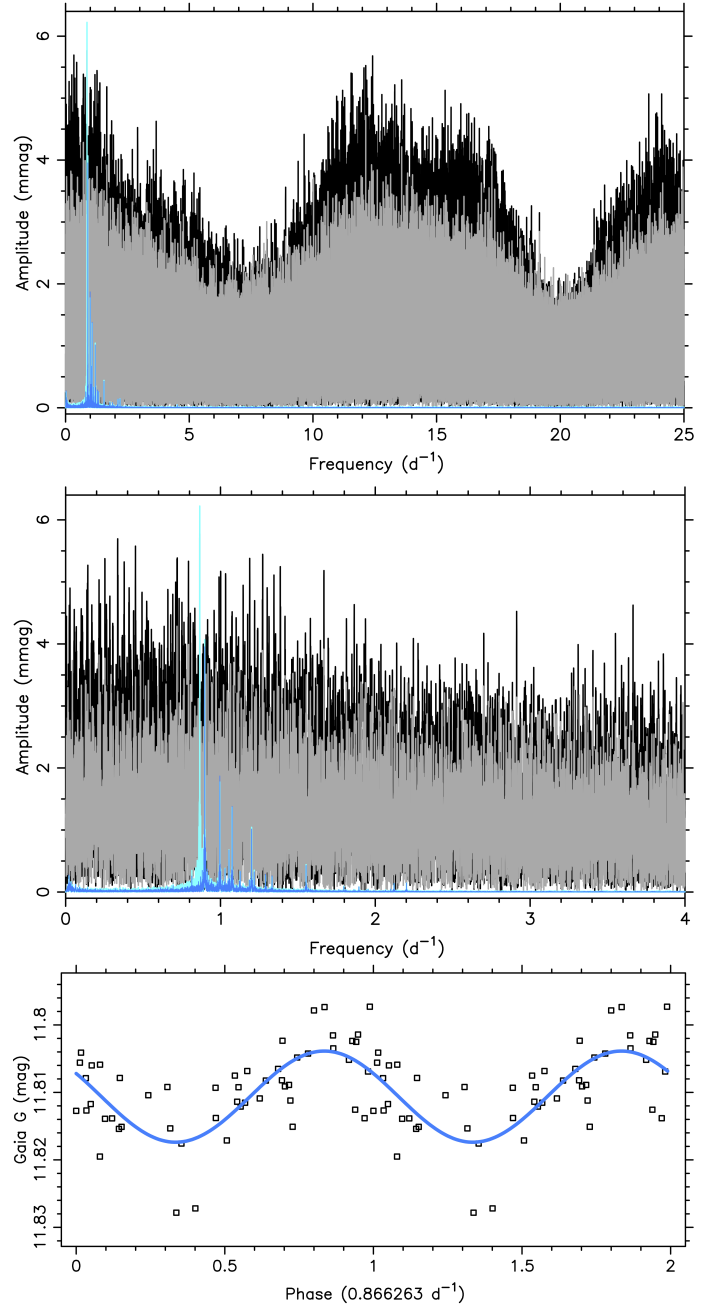 6
4
2
0
Amplitude (mmag)
0 5 10 15 20 25
Frequency (d⁻¹)
6
4
2
0
Amplitude (mmag)
0 1 2 3 4
Frequency (d⁻¹)
11.8
11.81
11.82
11.83
Gaia G (mag)
0 0.5 1 1.5 2
Phase (0.866263 d⁻¹)